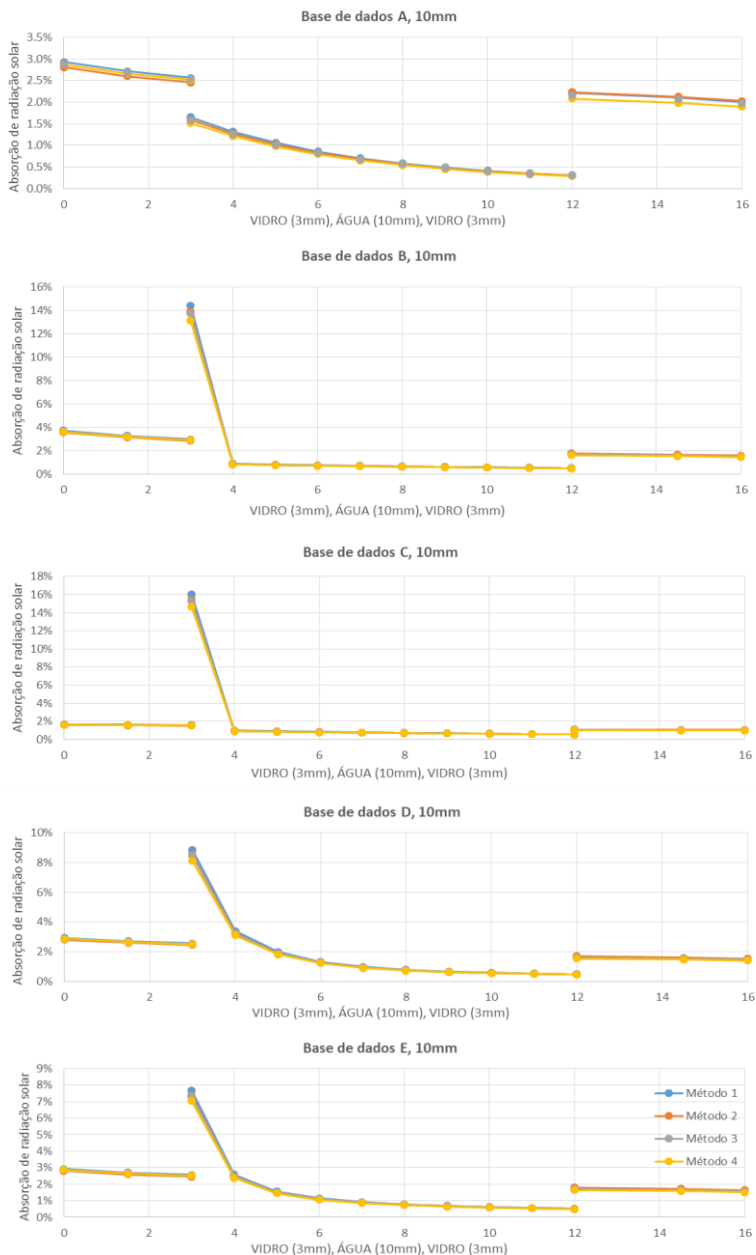 Base de dados A, 10mm
Absorção de radiação solar
3.5%
3.0%
2.5%
2.0%
1.5%
1.0%
0.5%
0.0%
0 2 4 6 8 10 12 14 16
VIDRO (3mm), ÁGUA (10mm), VIDRO (3mm)
Base de dados B, 10mm
Absorção de radiação solar
16%
14%
12%
10%
8%
6%
4%
2%
0%
0 2 4 6 8 10 12 14 16
VIDRO (3mm), ÁGUA (10mm), VIDRO (3mm)
Base de dados C, 10mm
Absorção de radiação solar
18%
16%
14%
12%
10%
8%
6%
4%
2%
0%
0 2 4 6 8 10 12 14 16
VIDRO (3mm), ÁGUA (10mm), VIDRO (3mm)
Base de dados D, 10mm
Absorção de radiação solar
10%
8%
6%
4%
2%
0%
0 2 4 6 8 10 12 14 16
VIDRO (3mm), ÁGUA (10mm), VIDRO (3mm)
Base de dados E, 10mm
Absorção de radiação solar
9%
8%
7%
6%
5%
4%
3%
2%
1%
0%
Método 1
Método 2
Método 3
Método 4
0 2 4 6 8 10 12 14 16
VIDRO (3mm), ÁGUA (10mm), VIDRO (3mm)